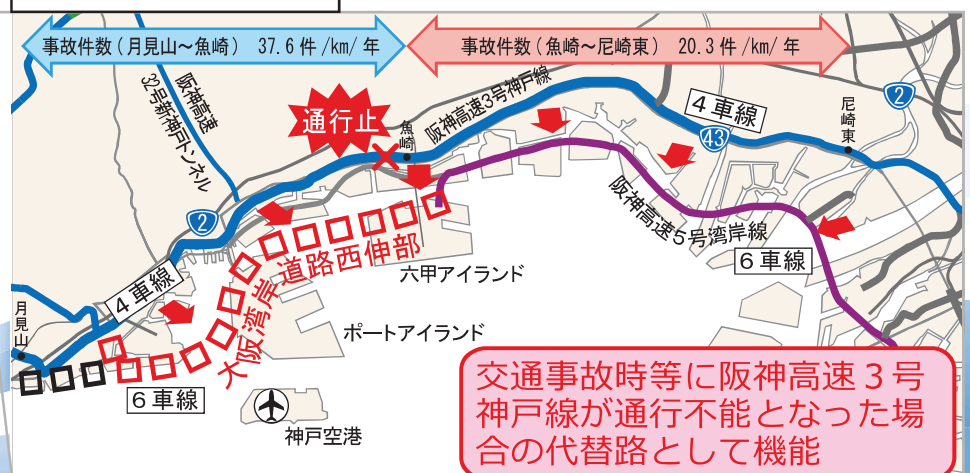 事故件数(月見山～魚崎) 37.6件/km/年
事故件数(魚崎～尼崎東) 20.3件/km/年
阪神高速
32号新神戸トンネル
通行止
魚崎
阪神高速3号神戸線
4車線
43
尼崎東
2
2
阪神高速5号湾岸線
6車線
大阪湾岸道路西伸部
六甲アイランド
4車線
月見山
ポートアイランド
6車線
神戸空港
交通事故時等に阪神高速3号
神戸線が通行不能となった場
合の代替路として機能